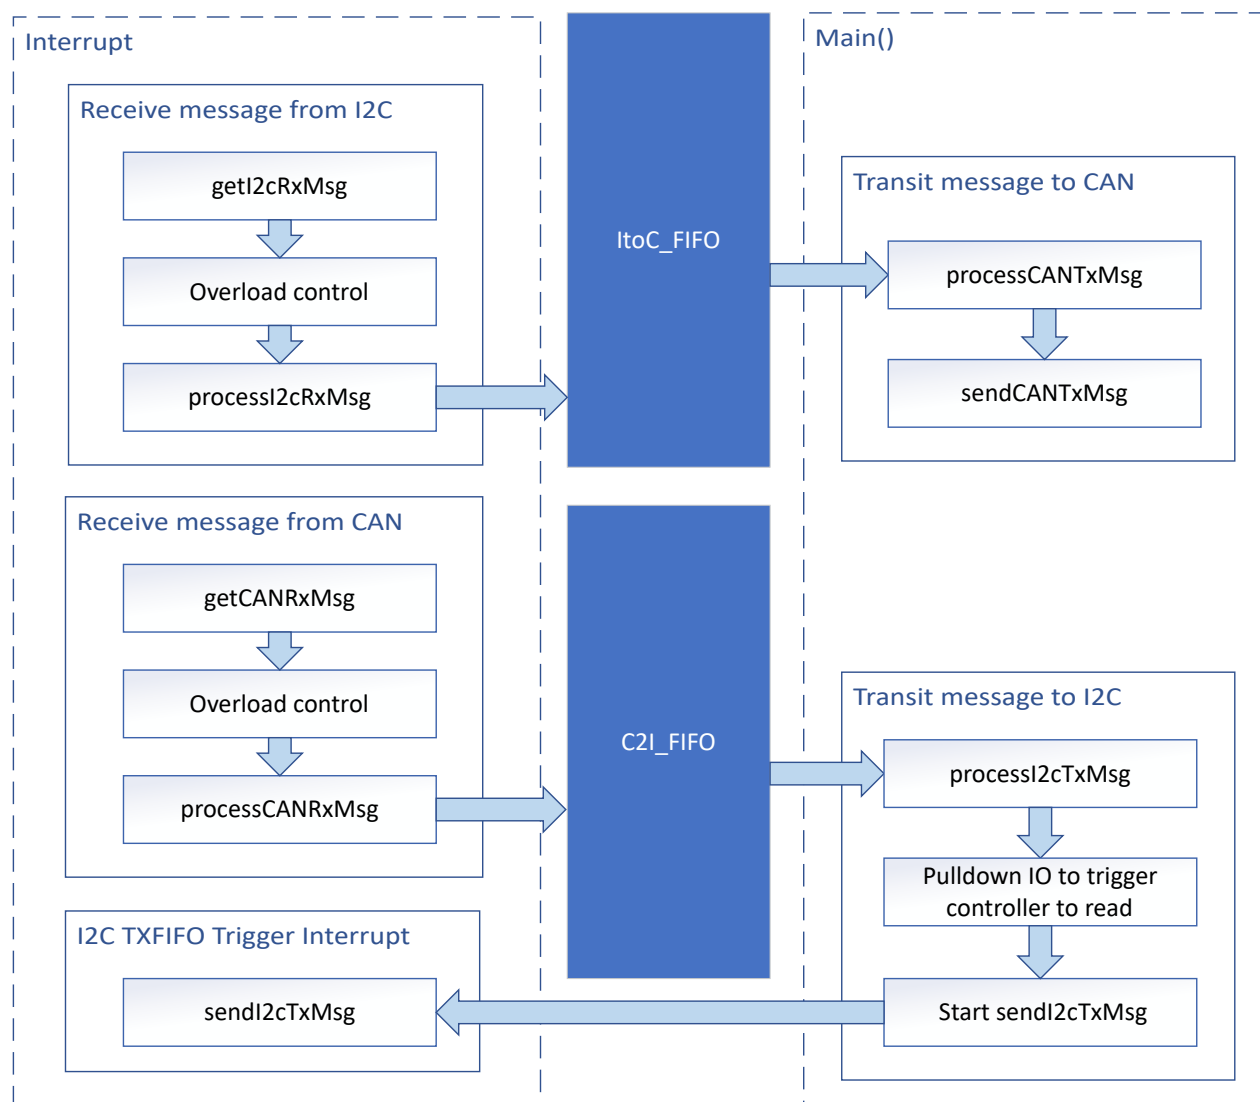 Interrupt
Receive message from I2C
getI2cRxMsg
Overload control
processI2cRxMsg
Receive message from CAN
getCANRxMsg
Overload control
processCANRxMsg
I2C TXFIFO Trigger Interrupt
sendI2cTxMsg
ItoC_FIFO
C2I_FIFO
Main()
Transit message to CAN
processCANTxMsg
sendCANTxMsg
Transit message to I2C
processI2cTxMsg
Pulldown IO to trigger
controller to read
Start sendI2cTxMsg